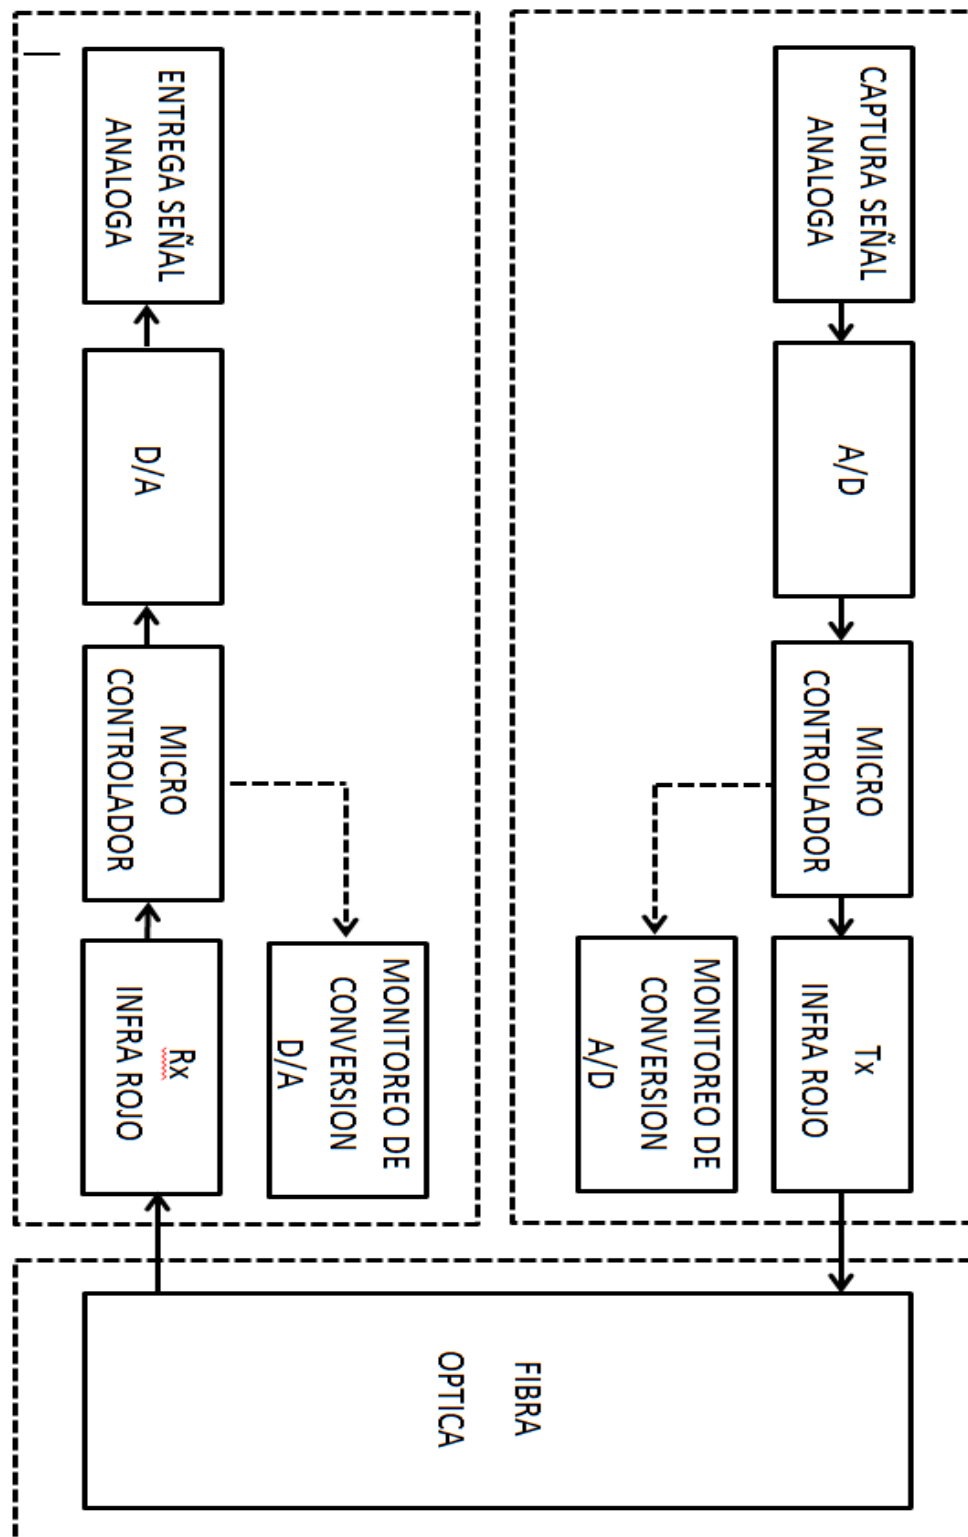 CAPTURA SEÑAL
ANALOGA
A/D
MICRO
CONTROLADOR
Tx
INFRA ROJO
MONITOREO DE
CONVERSION
A/D
FIBRA
OPTICA
MONITOREO DE
CONVERSION
D/A
ENTREGA SEÑAL
ANALOGA
D/A
MICRO
CONTROLADOR
Rx
INFRA ROJO